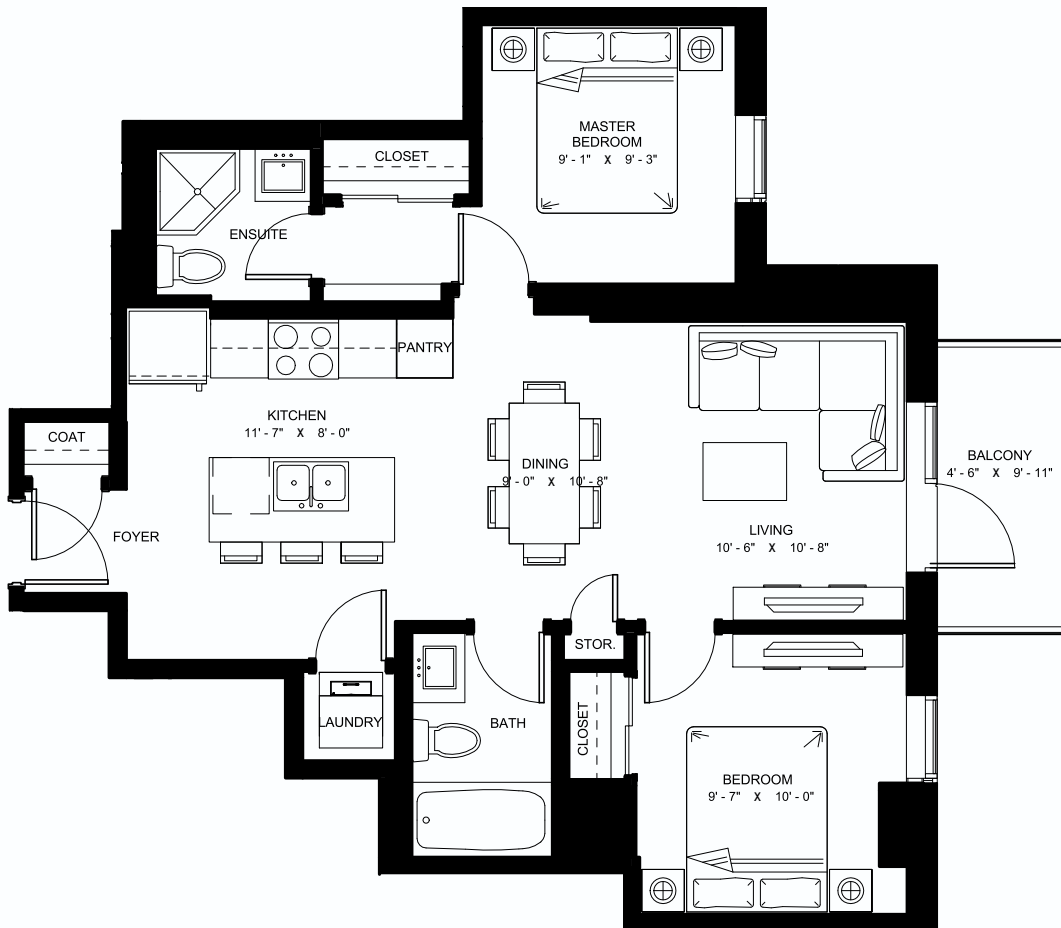 MASTER
BEDROOM
9' - 1" X 9' - 3"
CLOSET
ENSUITE
PANTRY
KITCHEN
11' - 7" X 8' - 0"
COAT
DINING
9' - 0" X 10' - 8"
BALCONY
4' - 6" X 9' - 11"
FOYER
LIVING
10' - 6" X 10' - 8"
STOR.
LAUNDRY
BATH
CLOSET
BEDROOM
9' - 7" X 10' - 0"